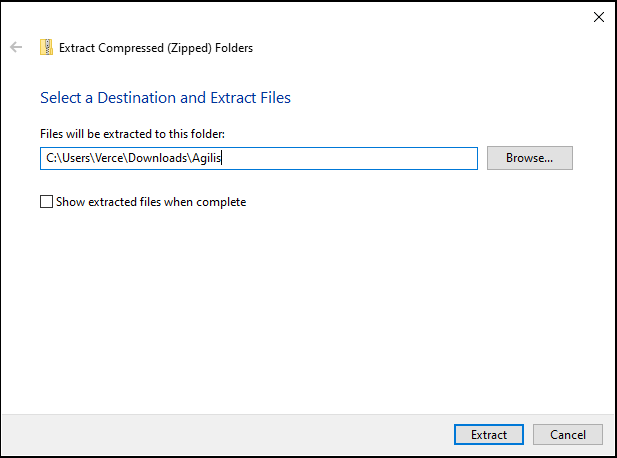 Extract Compressed (Zipped) Folders
Select a Destination and Extract Files
Files will be extracted to this folder:
C:\Users\Verce\Downloads\Agilis
Browse...
Show extracted files when complete
Extract
Cancel